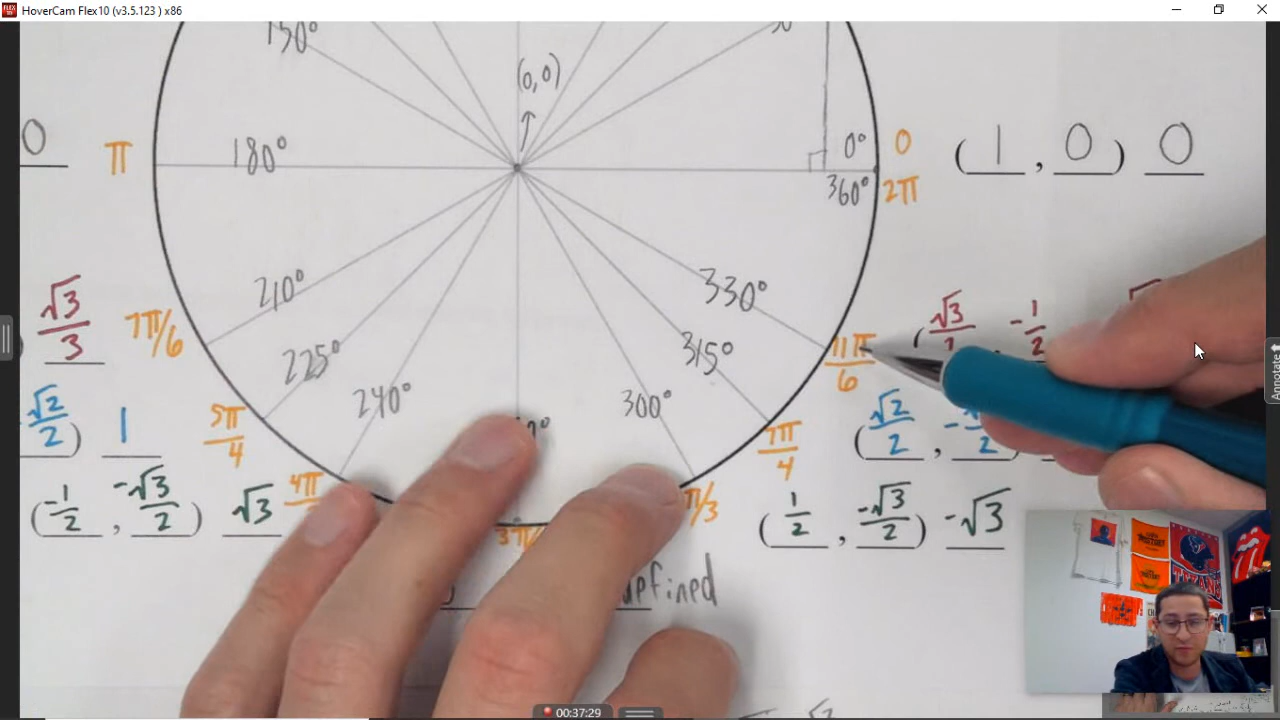 HoverCam Flex10 (v3.5.123 ) x86
150°
(0,0)
0 π 180° 0° 0 ( 1 , 0 ) 0
360° 2π
210° 330°
√3/3 7π/6 11π/6 -1/2
225° 315°
√2/2 ) 1 5π/4 240° 300° 7π/4 ( √2/2 ,
( -1/2 , -√3/2 ) √3 π/3 ( 1/2 , -√3/2 ) -√3
Annotate
00:37:29